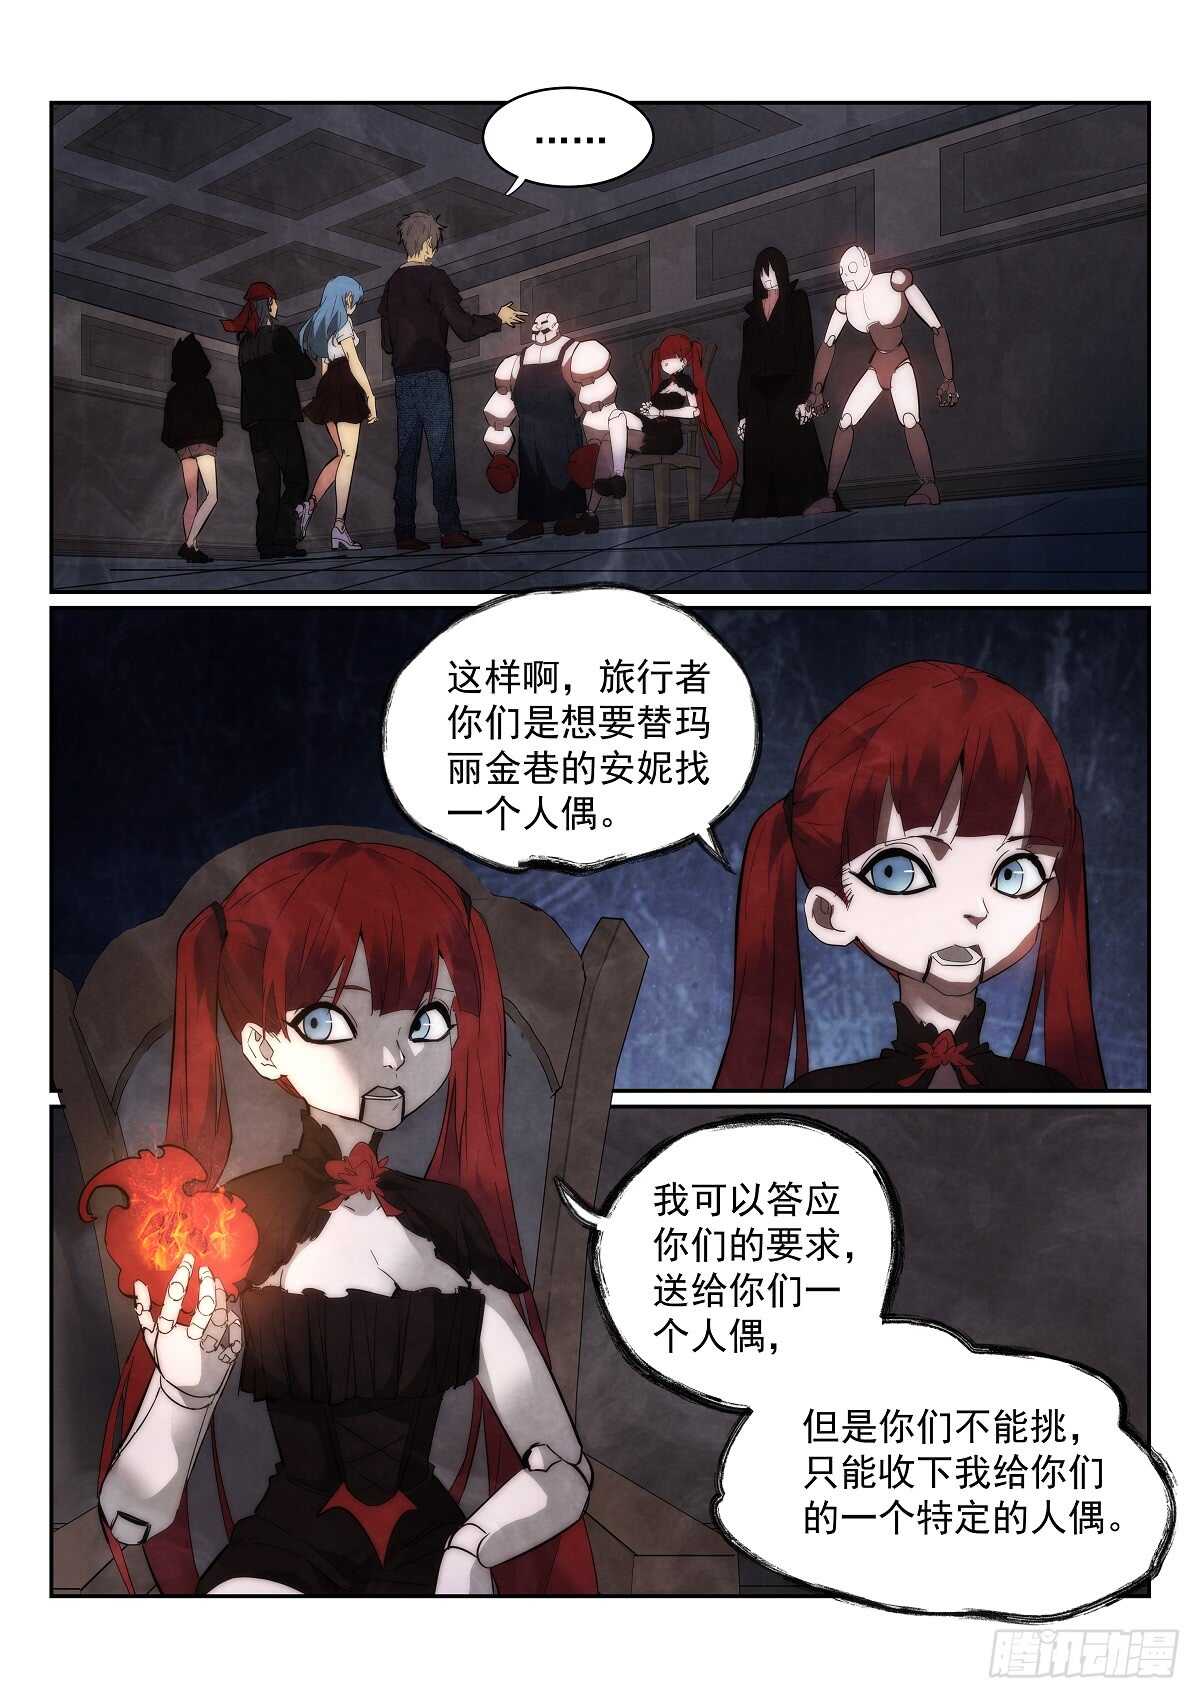 ……
这样啊，旅行者
你们是想要替玛
丽金巷的安妮找
一个人偶。
我可以答应
你们的要求，
送给你们一
个人偶，
但是你们不能挑，
只能收下我给你们
的一个特定的人偶。
腾讯动漫